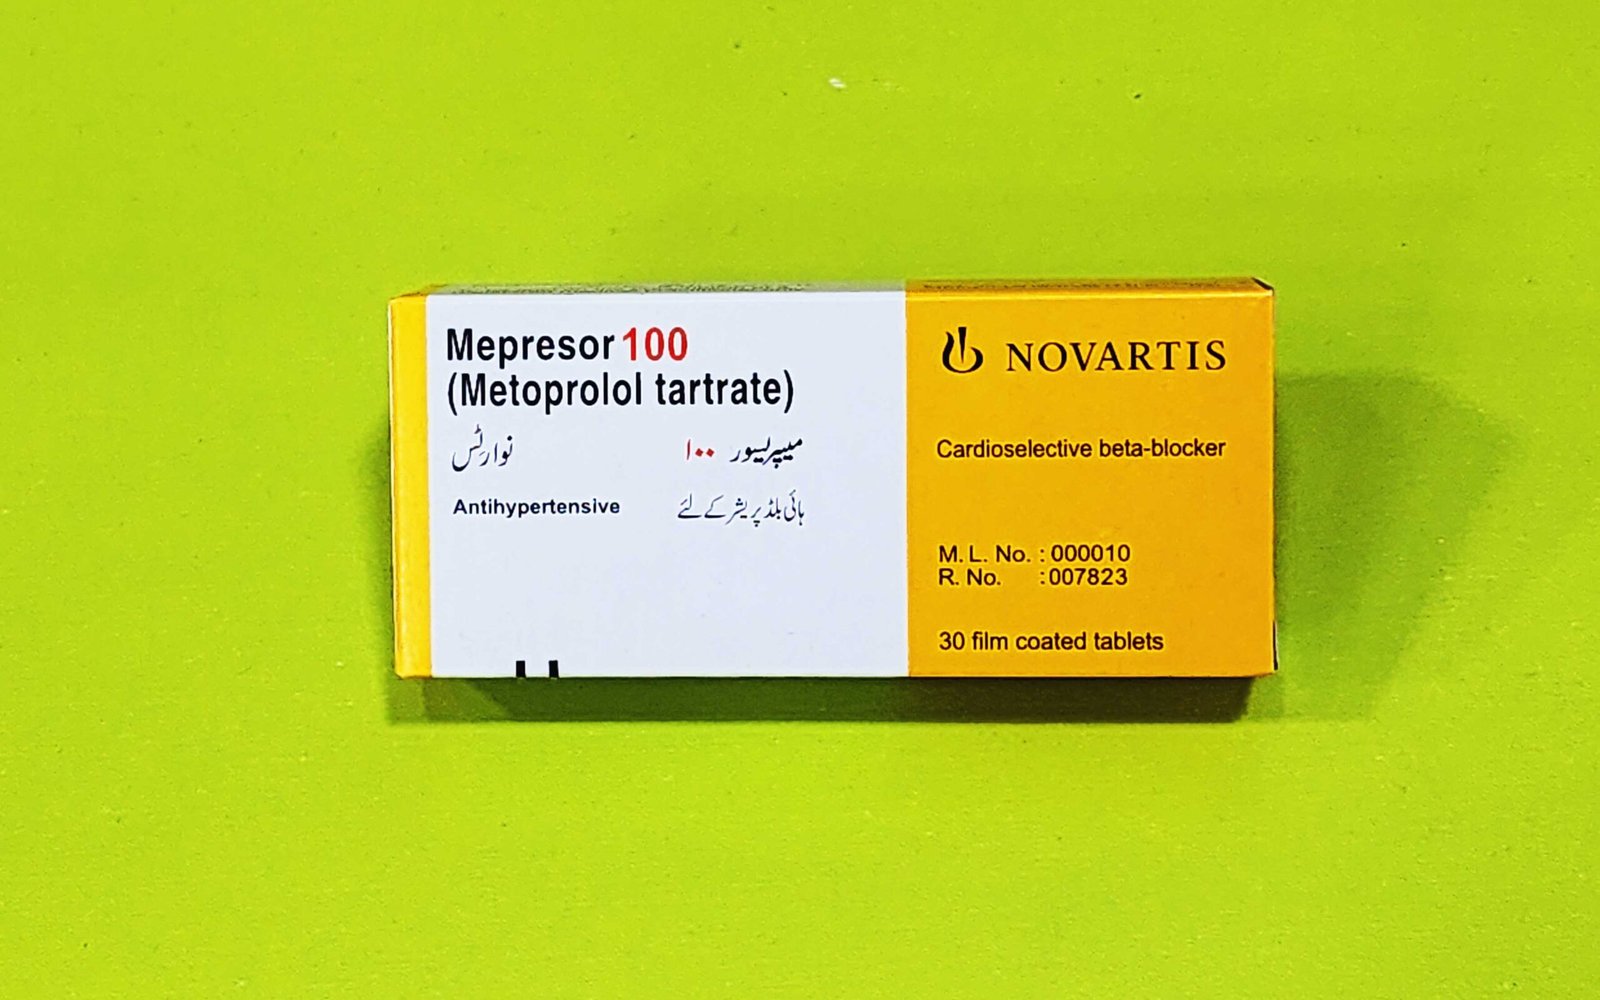 Mepresor 100
(Metoprolol tartrate)
میپریسور ۱۰۰
نوارٹس
Antihypertensive
ہائی بلڈ پریشر کے لئے
NOVARTIS
Cardioselective beta-blocker
M. L. No. : 000010
R. No. : 007823
30 film coated tablets